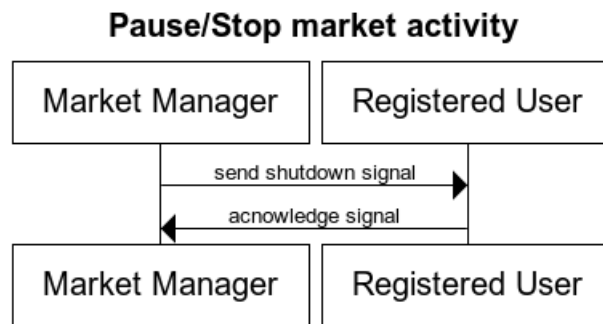 Pause/Stop market activity
Market Manager
Registered User
send shutdown signal
acnowledge signal
Market Manager
Registered User